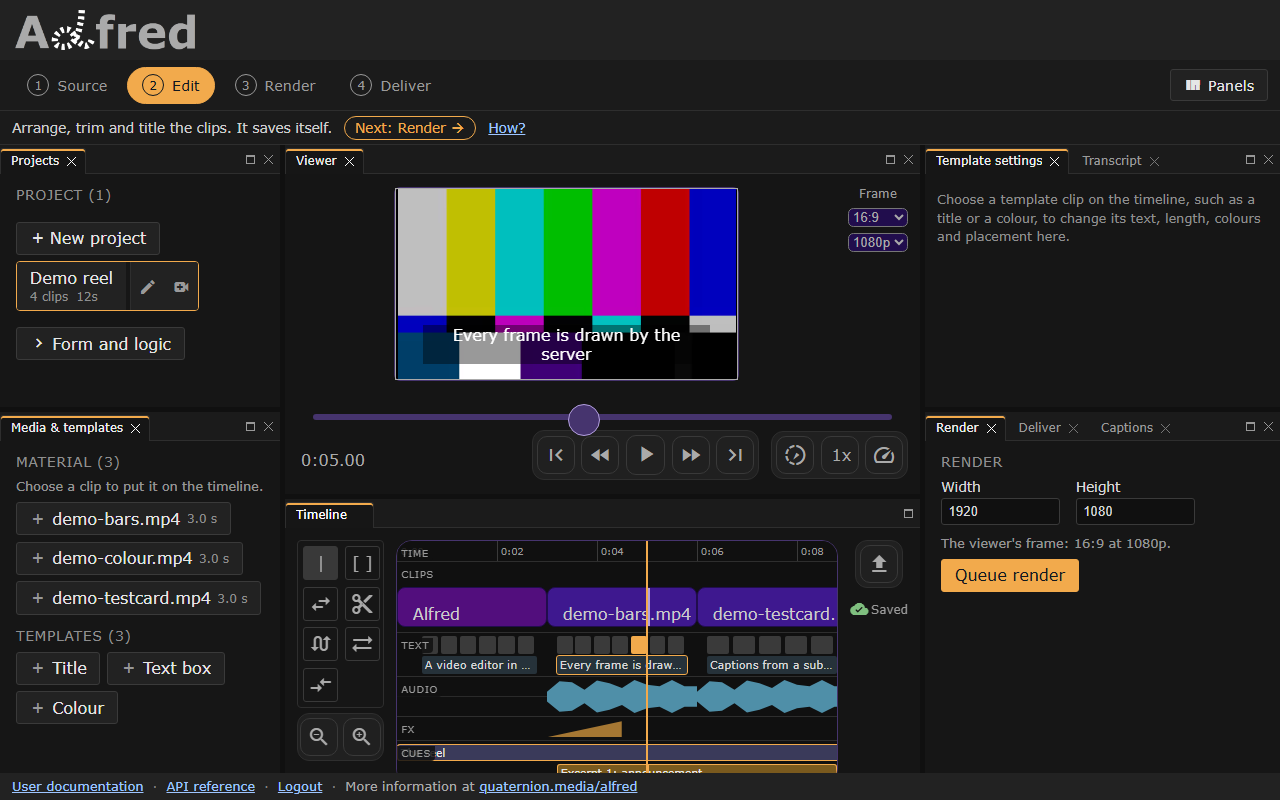 Alfred
1 Source 2 Edit 3 Render 4 Deliver Panels
Arrange, trim and title the clips. It saves itself. Next: Render → How?
Projects
PROJECT (1)
+ New project
Demo reel
4 clips 12s
> Form and logic
Media & templates
MATERIAL (3)
Choose a clip to put it on the timeline.
+ demo-bars.mp4 3.0 s
+ demo-colour.mp4 3.0 s
+ demo-testcard.mp4 3.0 s
TEMPLATES (3)
+ Title + Text box
+ Colour
Viewer
Every frame is drawn by the
server
Frame
16:9
1080p
0:05.00
1x
Timeline
TIME 0:02 0:04 0:06 0:08
CLIPS
Alfred demo-bars.mp4 demo-testcard.
TEXT
A video editor in ... Every frame is draw... Captions from a sub...
AUDIO
FX
CUES el
Excerpt 1: announcement
[ ]
Saved
Template settings Transcript
Choose a template clip on the timeline, such as a
title or a colour, to change its text, length, colours
and placement here.
Render Deliver Captions
RENDER
Width Height
1920 1080
The viewer's frame: 16:9 at 1080p.
Queue render
User documentation · API reference · Logout · More information at quaternion.media/alfred